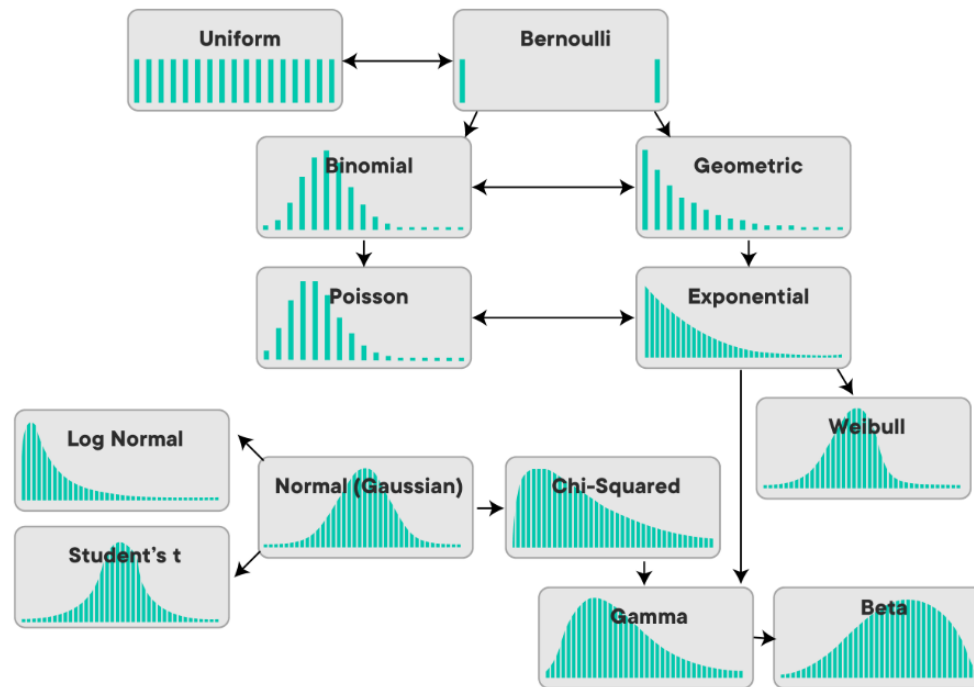 Uniform
Bernoulli
Binomial
Geometric
Poisson
Exponential
Log Normal
Weibull
Normal (Gaussian)
Chi-Squared
Student's t
Gamma
Beta